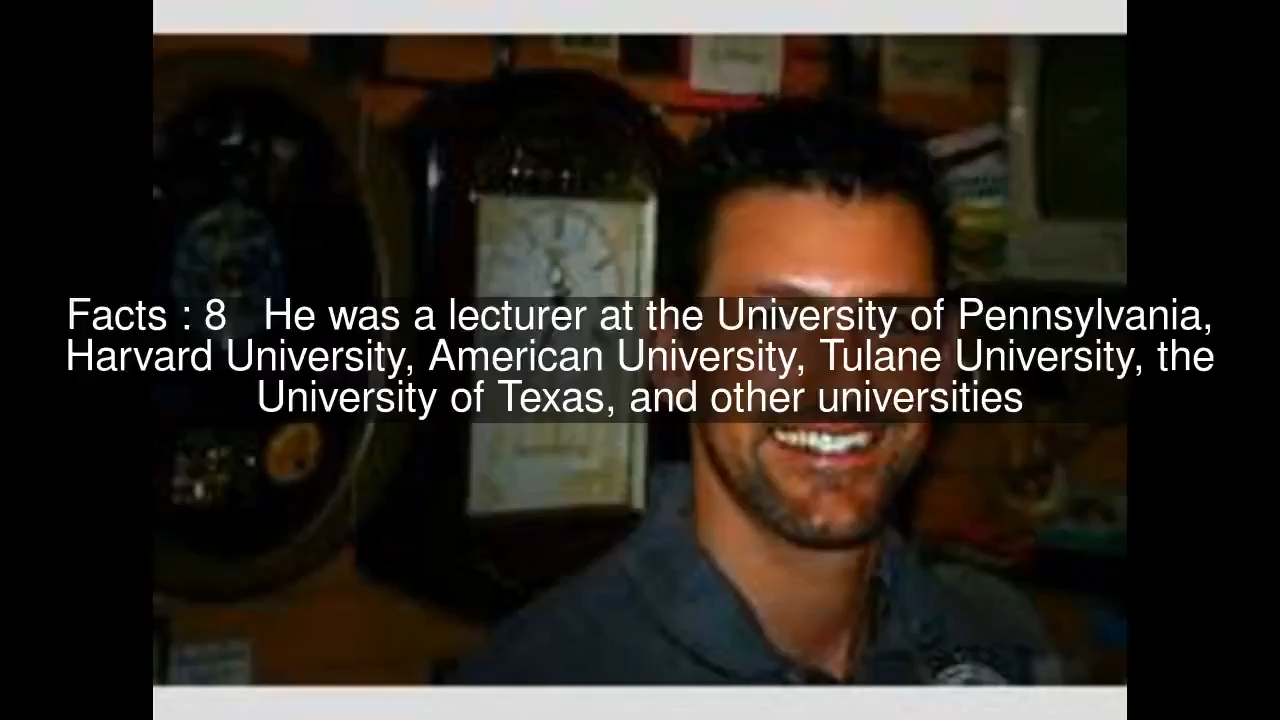 Facts : 8   He was a lecturer at the University of Pennsylvania,
Harvard University, American University, Tulane University, the
University of Texas, and other universities